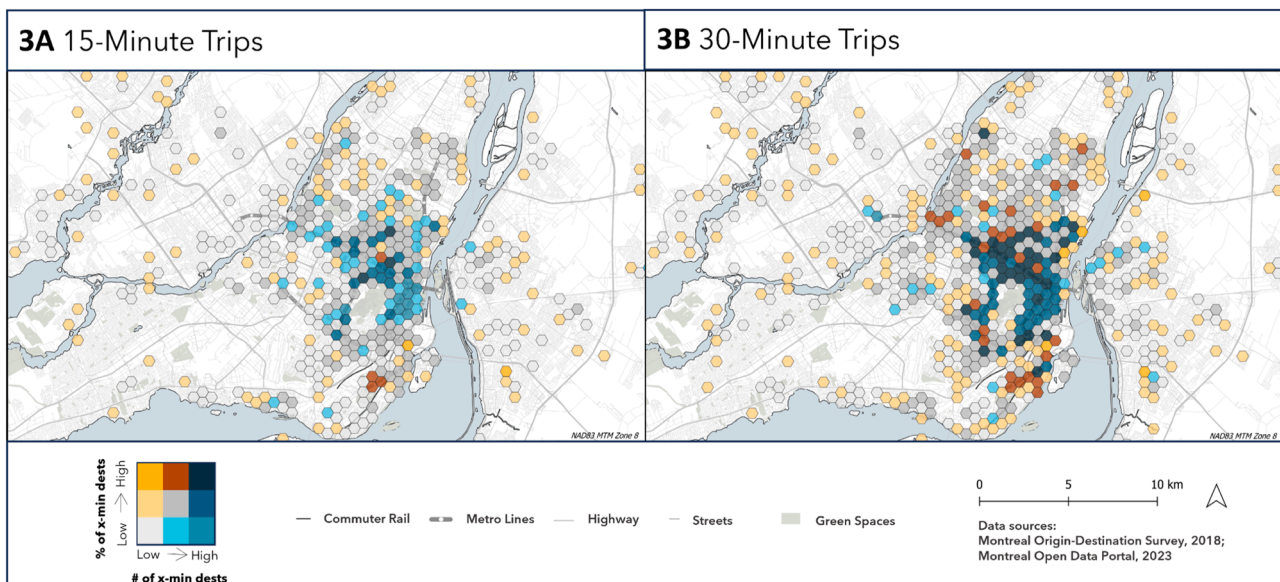 3A 15-Minute Trips
3B 30-Minute Trips
NAD83 MTM Zone 8
NAD83 MTM Zone 8
% of x-min dests
Low → High
Low → High
# of x-min dests
Commuter Rail
Metro Lines
Highway
Streets
Green Spaces
0 5 10 km
Data sources:
Montreal Origin-Destination Survey, 2018;
Montreal Open Data Portal, 2023